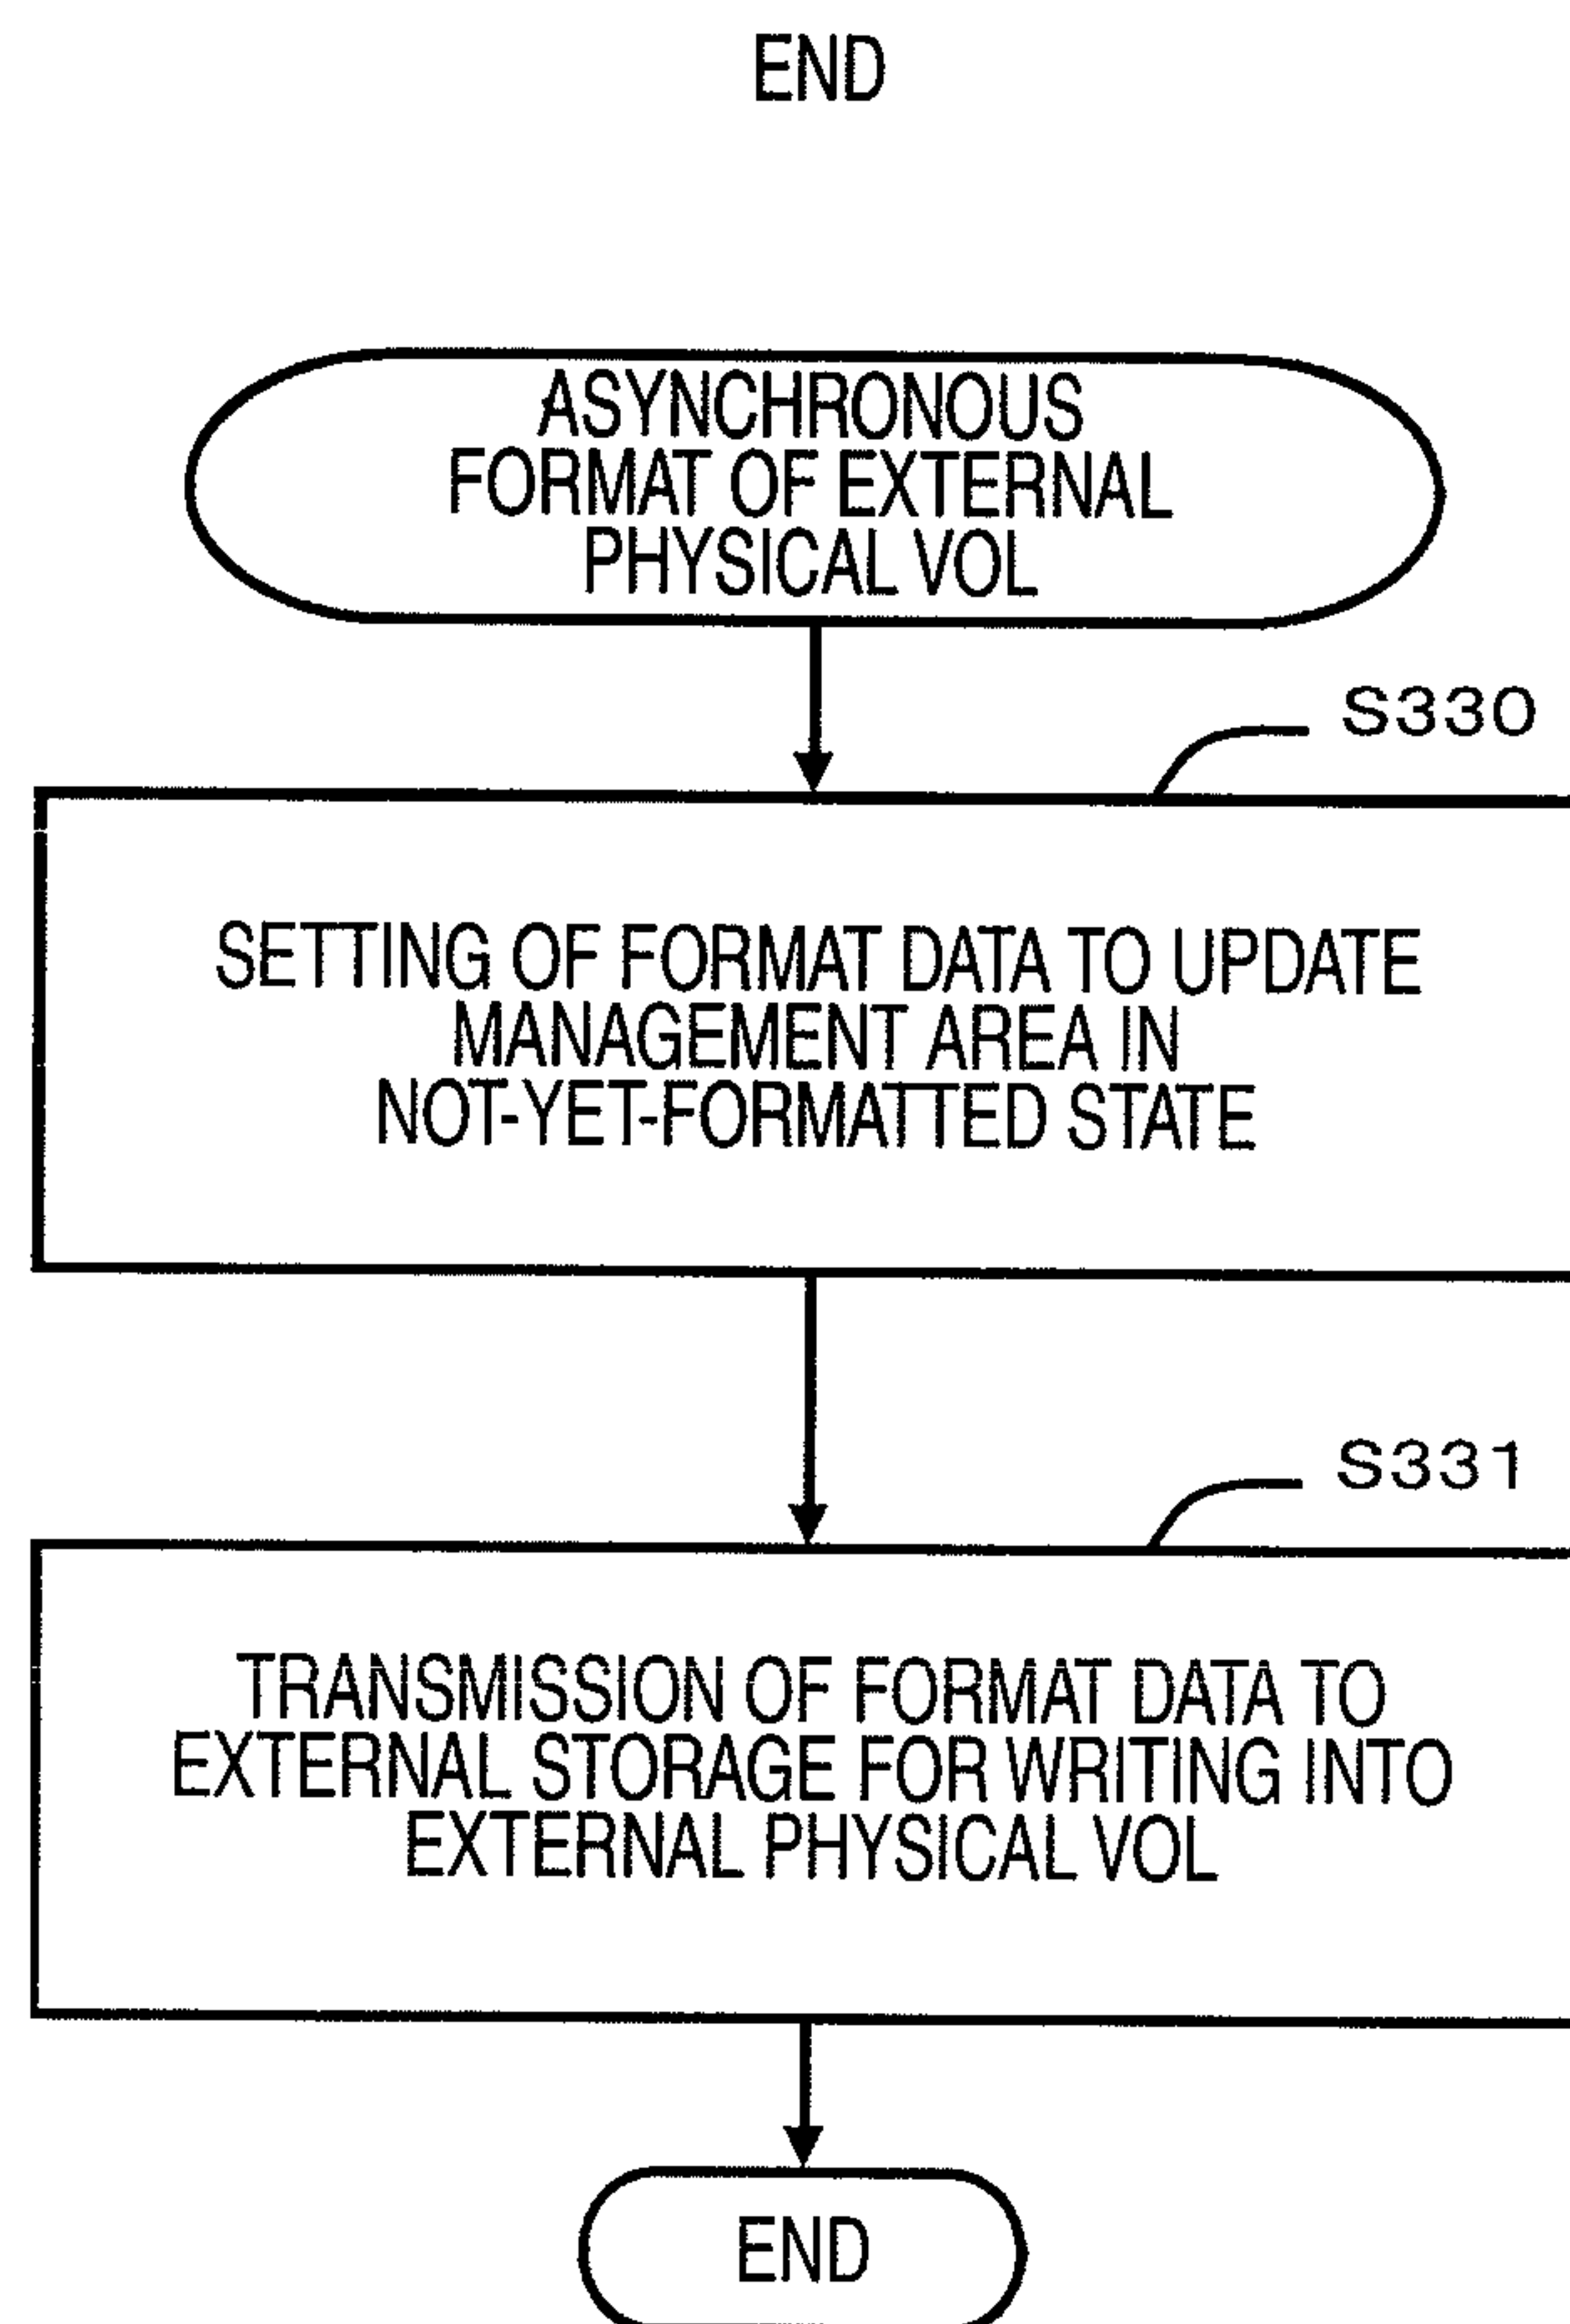 END
ASYNCHRONOUS
FORMAT OF EXTERNAL
PHYSICAL VOL
S330
SETTING OF FORMAT DATA TO UPDATE
MANAGEMENT AREA IN
NOT-YET-FORMATTED STATE
S331
TRANSMISSION OF FORMAT DATA TO
EXTERNAL STORAGE FOR WRITING INTO
EXTERNAL PHYSICAL VOL
END